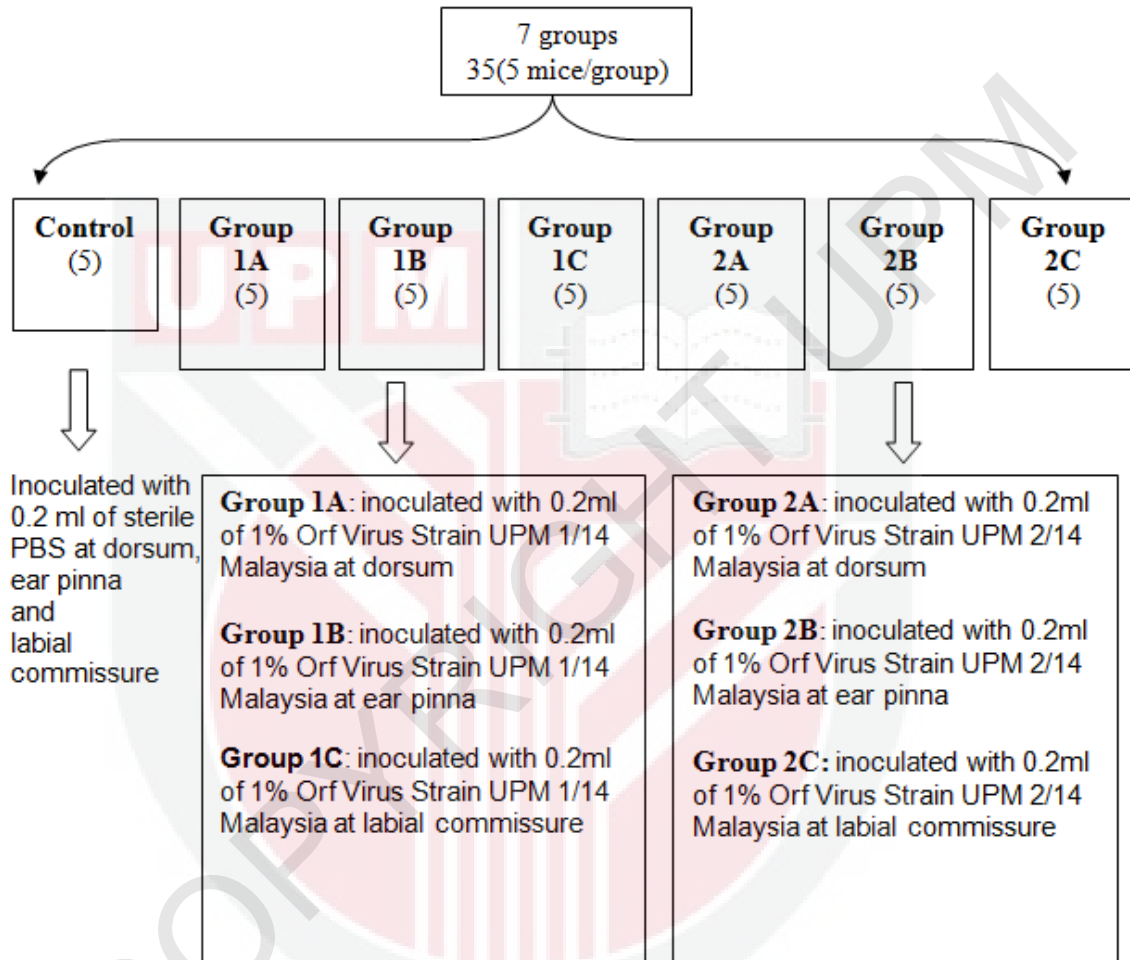 7 groups
35(5 mice/group)
Control
(5)
Group
1A
(5)
Group
1B
(5)
Group
1C
(5)
Group
2A
(5)
Group
2B
(5)
Group
2C
(5)
Inoculated with
0.2 ml of sterile
PBS at dorsum,
ear pinna
and
labial
commissure
Group 1A: inoculated with 0.2ml
of 1% Orf Virus Strain UPM 1/14
Malaysia at dorsum
Group 1B: inoculated with 0.2ml
of 1% Orf Virus Strain UPM 1/14
Malaysia at ear pinna
Group 1C: inoculated with 0.2ml
of 1% Orf Virus Strain UPM 1/14
Malaysia at labial commissure
Group 2A: inoculated with 0.2ml
of 1% Orf Virus Strain UPM 2/14
Malaysia at dorsum
Group 2B: inoculated with 0.2ml
of 1% Orf Virus Strain UPM 2/14
Malaysia at ear pinna
Group 2C: inoculated with 0.2ml
of 1% Orf Virus Strain UPM 2/14
Malaysia at labial commissure
UPM
COPYRIGHT UPM